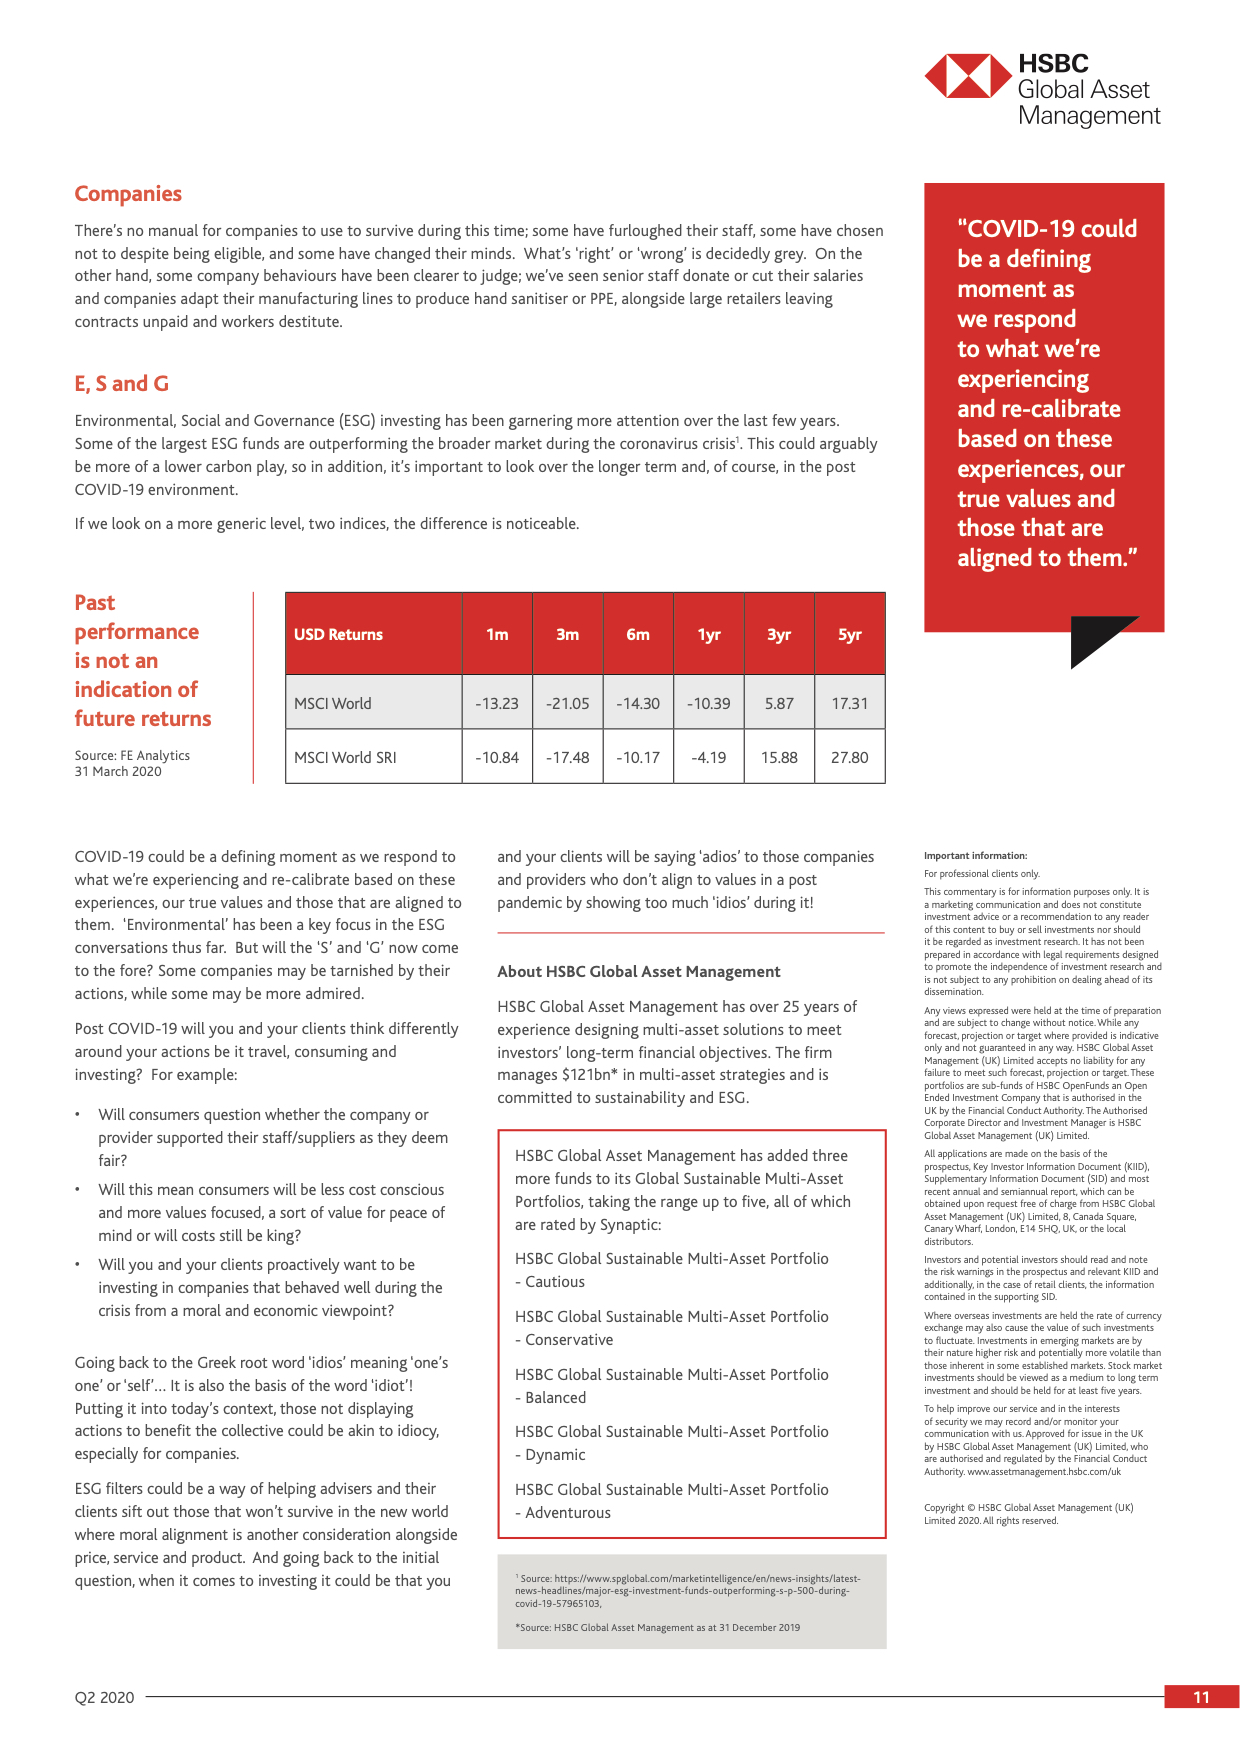 HSBC
Global Asset
Management
Companies
There's no manual for companies to use to survive during this time; some have furloughed their staff, some have chosen
not to despite being eligible, and some have changed their minds.  What's 'right' or 'wrong' is decidedly grey.  On the
other hand, some company behaviours have been clearer to judge; we've seen senior staff donate or cut their salaries
and companies adapt their manufacturing lines to produce hand sanitiser or PPE, alongside large retailers leaving
contracts unpaid and workers destitute.
E, S and G
Environmental, Social and Governance (ESG) investing has been garnering more attention over the last few years.
Some of the largest ESG funds are outperforming the broader market during the coronavirus crisis¹. This could arguably
be more of a lower carbon play, so in addition, it's important to look over the longer term and, of course, in the post
COVID-19 environment.
If we look on a more generic level, two indices, the difference is noticeable.
"COVID-19 could
be a defining
moment as
we respond
to what we're
experiencing
and re-calibrate
based on these
experiences, our
true values and
those that are
aligned to them."
Past
performance
is not an
indication of
future returns
Source: FE Analytics
31 March 2020
USD Returns 1m 3m 6m 1yr 3yr 5yr
MSCI World -13.23 -21.05 -14.30 -10.39 5.87 17.31
MSCI World SRI -10.84 -17.48 -10.17 -4.19 15.88 27.80
COVID-19 could be a defining moment as we respond to
what we're experiencing and re-calibrate based on these
experiences, our true values and those that are aligned to
them.  'Environmental' has been a key focus in the ESG
conversations thus far.  But will the 'S' and 'G' now come
to the fore? Some companies may be tarnished by their
actions, while some may be more admired.
Post COVID-19 will you and your clients think differently
around your actions be it travel, consuming and
investing?  For example:
• Will consumers question whether the company or
provider supported their staff/suppliers as they deem
fair?
• Will this mean consumers will be less cost conscious
and more values focused, a sort of value for peace of
mind or will costs still be king?
• Will you and your clients proactively want to be
investing in companies that behaved well during the
crisis from a moral and economic viewpoint?
Going back to the Greek root word 'idios' meaning 'one's
one' or 'self'... It is also the basis of the word 'idiot'!
Putting it into today's context, those not displaying
actions to benefit the collective could be akin to idiocy,
especially for companies.
ESG filters could be a way of helping advisers and their
clients sift out those that won't survive in the new world
where moral alignment is another consideration alongside
price, service and product.  And going back to the initial
question, when it comes to investing it could be that you
and your clients will be saying 'adios' to those companies
and providers who don't align to values in a post
pandemic by showing too much 'idios' during it!
About HSBC Global Asset Management
HSBC Global Asset Management has over 25 years of
experience designing multi-asset solutions to meet
investors' long-term financial objectives. The firm
manages $121bn* in multi-asset strategies and is
committed to sustainability and ESG.
HSBC Global Asset Management has added three
more funds to its Global Sustainable Multi-Asset
Portfolios, taking the range up to five, all of which
are rated by Synaptic:
HSBC Global Sustainable Multi-Asset Portfolio
- Cautious
HSBC Global Sustainable Multi-Asset Portfolio
- Conservative
HSBC Global Sustainable Multi-Asset Portfolio
- Balanced
HSBC Global Sustainable Multi-Asset Portfolio
- Dynamic
HSBC Global Sustainable Multi-Asset Portfolio
- Adventurous
¹ Source: https://www.spglobal.com/marketintelligence/en/news-insights/latest-
news-headlines/major-esg-investment-funds-outperforming-s-p-500-during-
covid-19-57965103,
*Source: HSBC Global Asset Management as at 31 December 2019
Important information:
For professional clients only.
This commentary is for information purposes only. It is
a marketing communication and does not constitute
investment advice or a recommendation to any reader
of this content to buy or sell investments nor should
it be regarded as investment research. It has not been
prepared in accordance with legal requirements designed
to promote the independence of investment research and
is not subject to any prohibition on dealing ahead of its
dissemination.
Any views expressed were held at the time of preparation
and are subject to change without notice. While any
forecast, projection or target where provided is indicative
only and not guaranteed in any way. HSBC Global Asset
Management (UK) Limited accepts no liability for any
failure to meet such forecast, projection or target. These
portfolios are sub-funds of HSBC OpenFunds an Open
Ended Investment Company that is authorised in the
UK by the Financial Conduct Authority. The Authorised
Corporate Director and Investment Manager is HSBC
Global Asset Management (UK) Limited.
All applications are made on the basis of the
prospectus, Key Investor Information Document (KIID),
Supplementary Information Document (SID) and most
recent annual and semiannual report, which can be
obtained upon request free of charge from HSBC Global
Asset Management (UK) Limited, 8, Canada Square,
Canary Wharf, London, E14 5HQ, UK, or the local
distributors.
Investors and potential investors should read and note
the risk warnings in the prospectus and relevant KIID and
additionally, in the case of retail clients, the information
contained in the supporting SID.
Where overseas investments are held the rate of currency
exchange may also cause the value of such investments
to fluctuate. Investments in emerging markets are by
their nature higher risk and potentially more volatile than
those inherent in some established markets. Stock market
investments should be viewed as a medium to long term
investment and should be held for at least five years.
To help improve our service and in the interests
of security we may record and/or monitor your
communication with us. Approved for issue in the UK
by HSBC Global Asset Management (UK) Limited, who
are authorised and regulated by the Financial Conduct
Authority. www.assetmanagement.hsbc.com/uk
Copyright © HSBC Global Asset Management (UK)
Limited 2020. All rights reserved.
Q2 2020
11